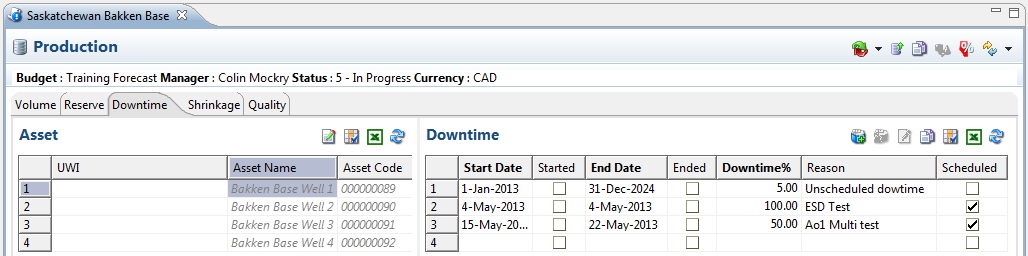 Saskatchewan Bakken Base
Production
Budget : Training Forecast Manager : Colin Mockry Status : 5 - In Progress Currency : CAD
Volume Reserve Downtime Shrinkage Quality
Asset
UWI Asset Name Asset Code
1 Bakken Base Well 1 000000089
2 Bakken Base Well 2 000000090
3 Bakken Base Well 3 000000091
4 Bakken Base Well 4 000000092
Downtime
Start Date Started End Date Ended Downtime% Reason Scheduled
1 1-Jan-2013 31-Dec-2024 5.00 Unscheduled dowtime
2 4-May-2013 4-May-2013 100.00 ESD Test
3 15-May-20... 22-May-2013 50.00 Ao1 Multi test
4